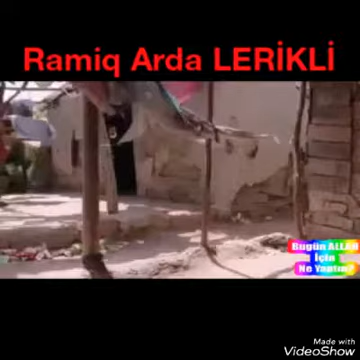 Ramiq Arda LERİKLİ
Bugün ALLAH
İçin
Ne Yaptın?
Made with
VideoShow